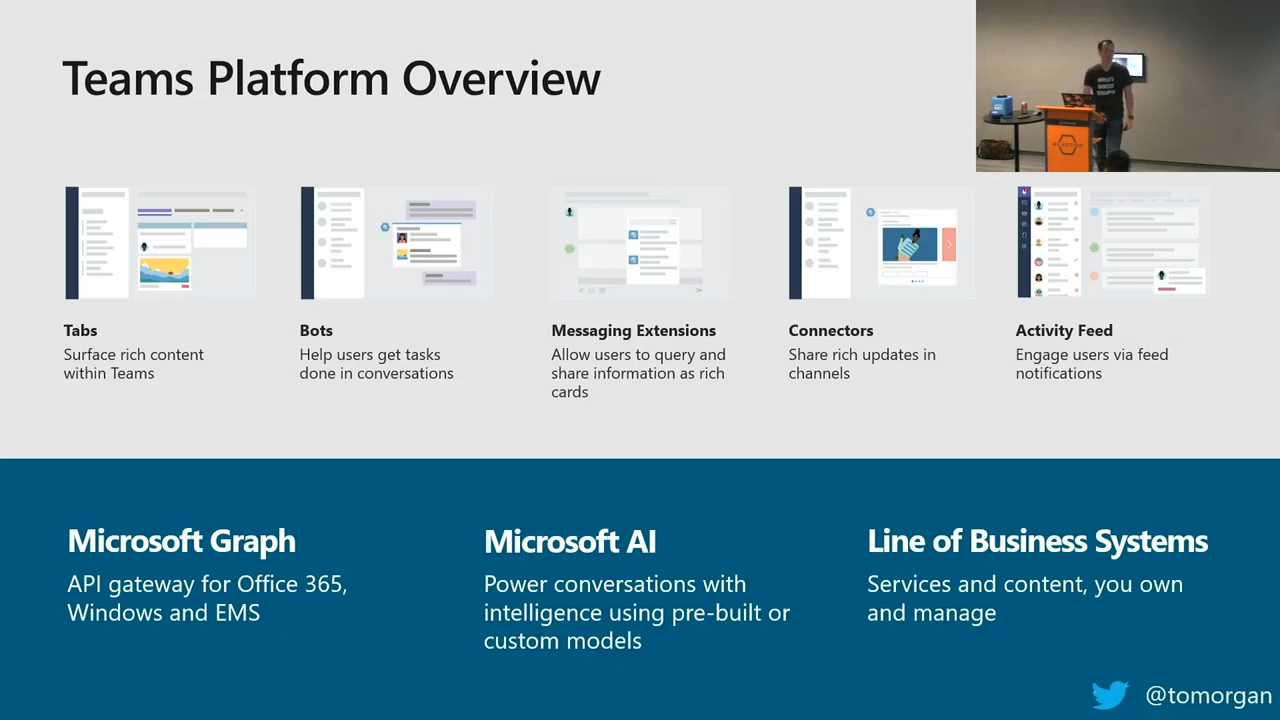 Teams Platform Overview
Tabs
Surface rich content
within Teams
Bots
Help users get tasks
done in conversations
Messaging Extensions
Allow users to query and
share information as rich
cards
Connectors
Share rich updates in
channels
Activity Feed
Engage users via feed
notifications
Microsoft Graph
API gateway for Office 365,
Windows and EMS
Microsoft AI
Power conversations with
intelligence using pre-built or
custom models
Line of Business Systems
Services and content, you own
and manage
@tomorgan